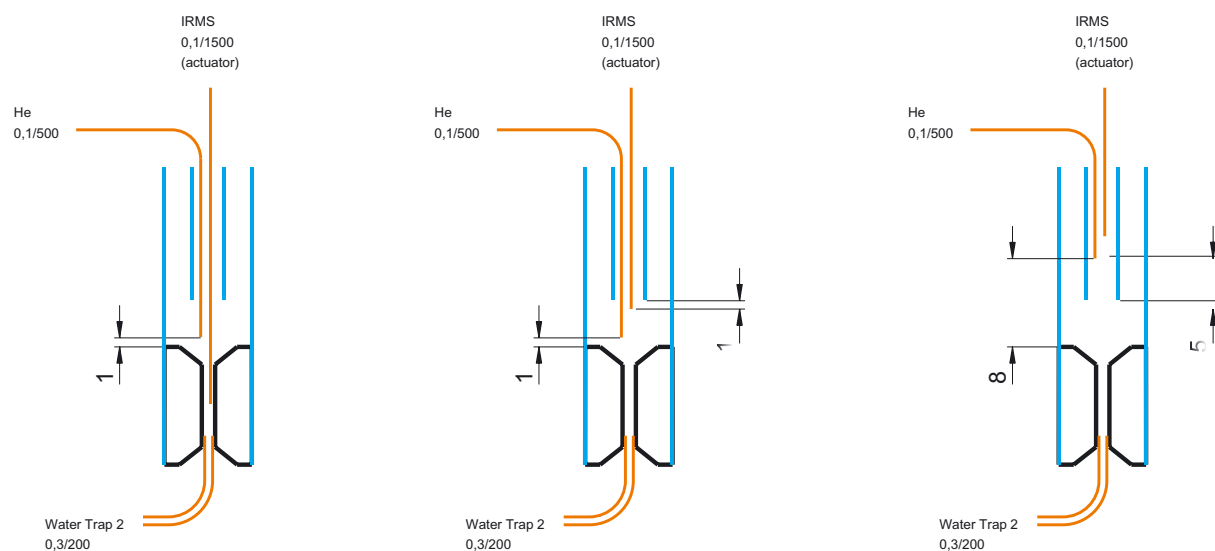 IRMS
0,1/1500
(actuator)
He
0,1/500
1
Water Trap 2
0,3/200
IRMS
0,1/1500
(actuator)
He
0,1/500
1
1
Water Trap 2
0,3/200
IRMS
0,1/1500
(actuator)
He
0,1/500
8
5
Water Trap 2
0,3/200